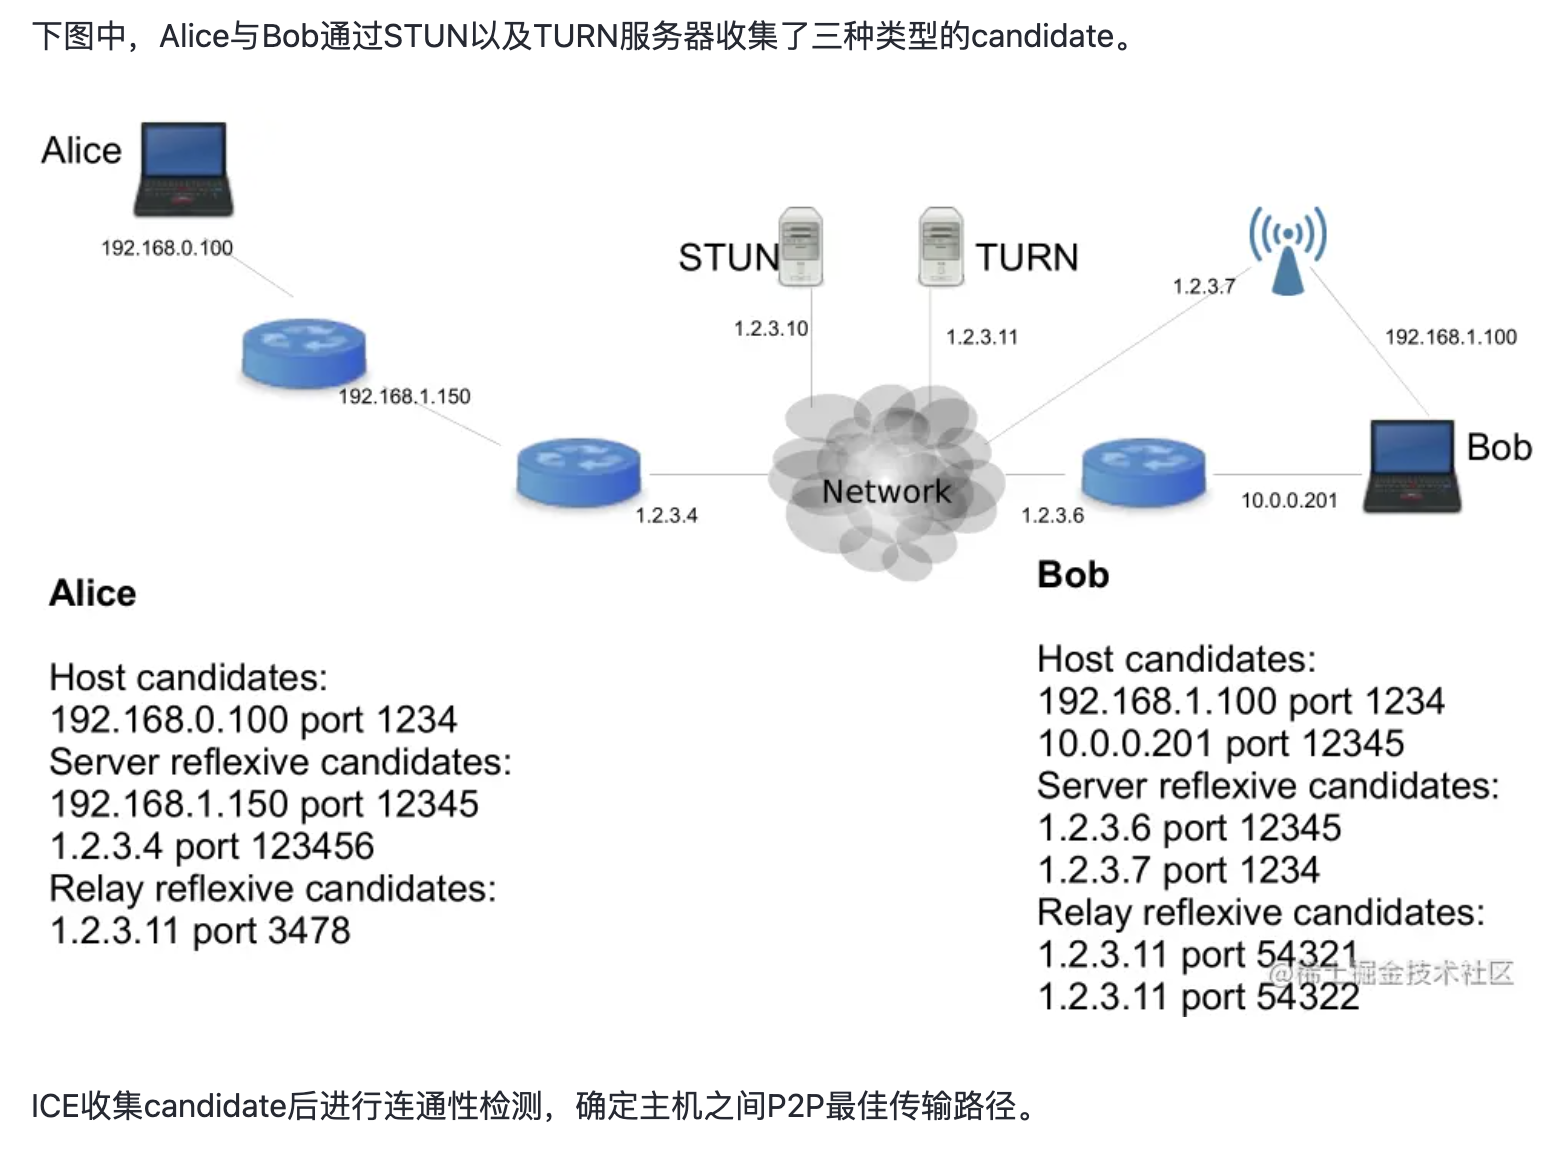 下图中，Alice与Bob通过STUN以及TURN服务器收集了三种类型的candidate。
Alice
192.168.0.100
192.168.1.150
1.2.3.4
STUN
1.2.3.10
TURN
1.2.3.11
Network
1.2.3.7
192.168.1.100
1.2.3.6
10.0.0.201
Bob
Alice
Host candidates:
192.168.0.100 port 1234
Server reflexive candidates:
192.168.1.150 port 12345
1.2.3.4 port 123456
Relay reflexive candidates:
1.2.3.11 port 3478
Bob
Host candidates:
192.168.1.100 port 1234
10.0.0.201 port 12345
Server reflexive candidates:
1.2.3.6 port 12345
1.2.3.7 port 1234
Relay reflexive candidates:
1.2.3.11 port 54321
1.2.3.11 port 54322
@稀土掘金技术社区
ICE收集candidate后进行连通性检测，确定主机之间P2P最佳传输路径。